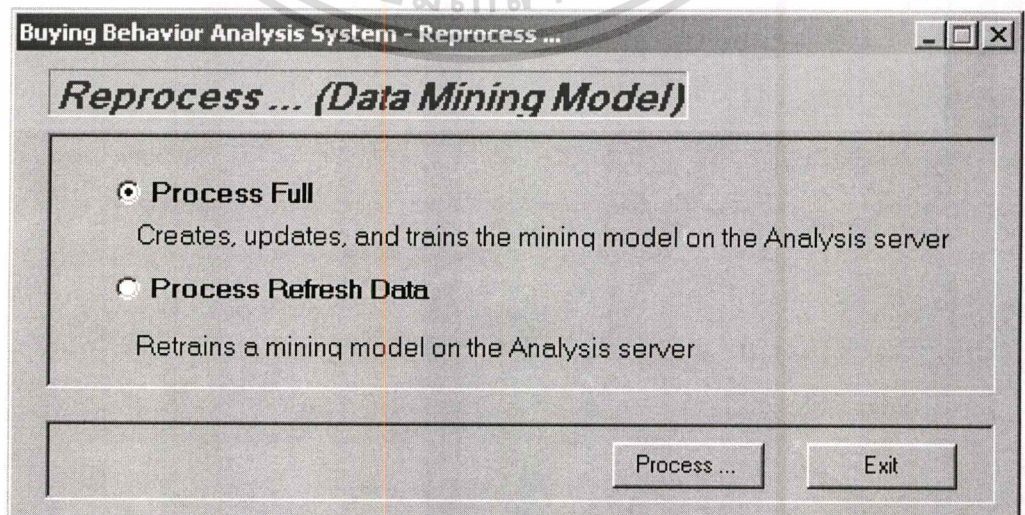 Buying Behavior Analysis System - Reprocess ...
Reprocess ... (Data Mining Model)
Process Full
Creates, updates, and trains the mining model on the Analysis server
Process Refresh Data
Retrains a mining model on the Analysis server
Process ...
Exit